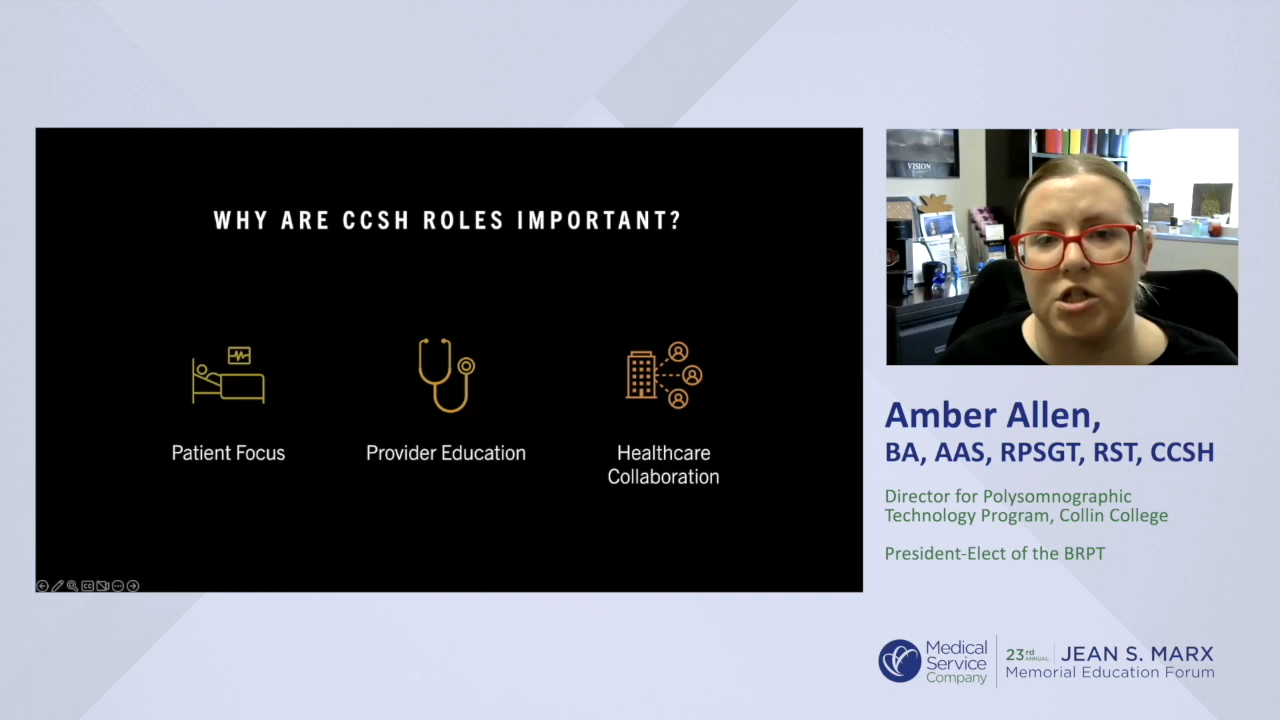 WHY ARE CCSH ROLES IMPORTANT?
Patient Focus
Provider Education
Healthcare
Collaboration
VISION
Amber Allen,
BA, AAS, RPSGT, RST, CCSH
Director for Polysomnographic
Technology Program, Collin College
President-Elect of the BRPT
Medical
Service
Company
23rd ANNUAL
JEAN S. MARX
Memorial Education Forum